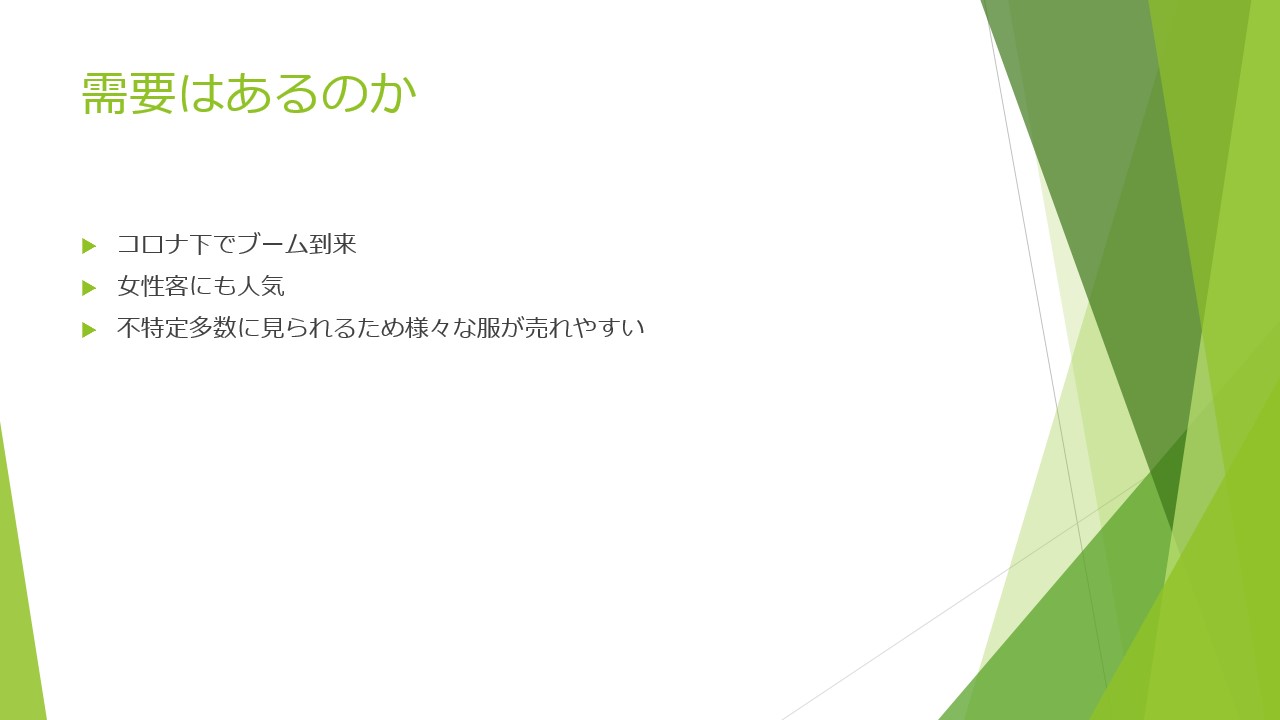 需要はあるのか
コロナ下でブーム到来
女性客にも人気
不特定多数に見られるため様々な服が売れやすい